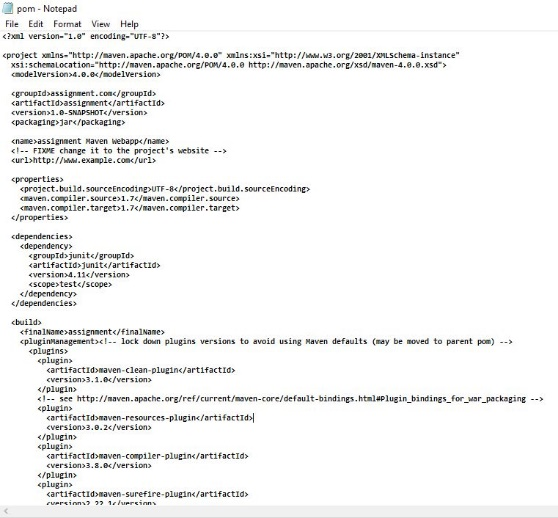 pom - Notepad
File Edit Format View Help
<?xml version="1.0" encoding="UTF-8"?>
<project xmlns="http://maven.apache.org/POM/4.0.0" xmlns:xsi="http://www.w3.org/2001/XMLSchema-instance"
xsi:schemaLocation="http://maven.apache.org/POM/4.0.0 http://maven.apache.org/xsd/maven-4.0.0.xsd">
<modelVersion>4.0.0</modelVersion>
<groupId>assignment.com</groupId>
<artifactId>assignment</artifactId>
<version>1.0-SNAPSHOT</version>
<packaging>jar</packaging>
<name>assignment Maven Webapp</name>
<!-- FIXME change it to the project's website -->
<url>http://www.example.com</url>
<properties>
<project.build.sourceEncoding>UTF-8</project.build.sourceEncoding>
<maven.compiler.source>1.7</maven.compiler.source>
<maven.compiler.target>1.7</maven.compiler.target>
</properties>
<dependencies>
<dependency>
<groupId>junit</groupId>
<artifactId>junit</artifactId>
<version>4.11</version>
<scope>test</scope>
</dependency>
</dependencies>
<build>
<finalName>assignment</finalName>
<pluginManagement><!-- lock down plugins versions to avoid using Maven defaults (may be moved to parent pom) -->
<plugins>
<plugin>
<artifactId>maven-clean-plugin</artifactId>
<version>3.1.0</version>
</plugin>
<!-- see http://maven.apache.org/ref/current/maven-core/default-bindings.html#Plugin_bindings_for_war_packaging -->
<plugin>
<artifactId>maven-resources-plugin</artifactId>
<version>3.0.2</version>
</plugin>
<plugin>
<artifactId>maven-compiler-plugin</artifactId>
<version>3.8.0</version>
</plugin>
<plugin>
<artifactId>maven-surefire-plugin</artifactId>
<version>2.22.1</version>